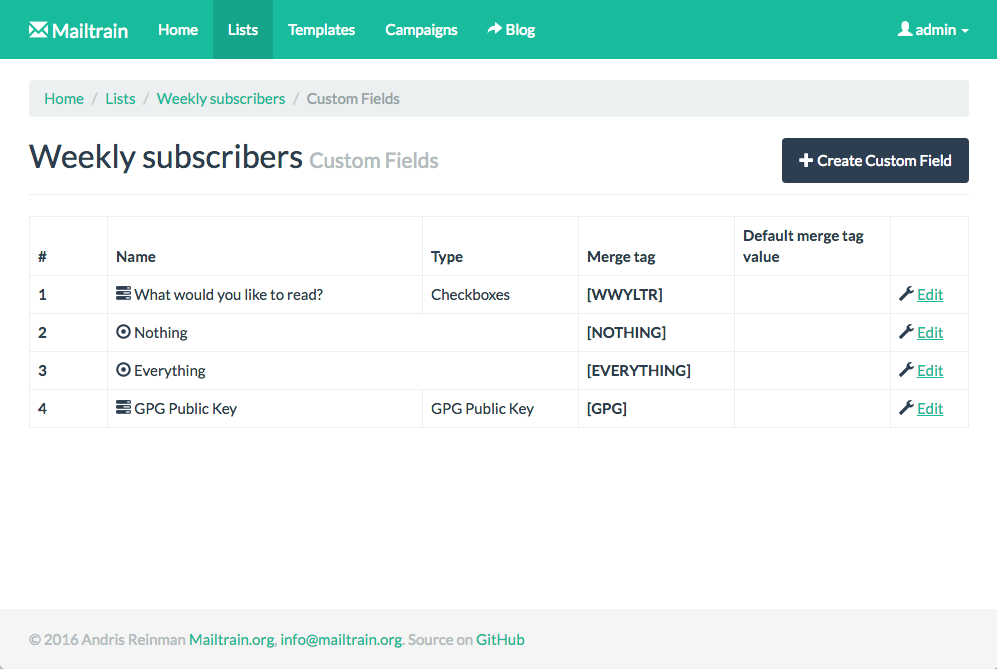 Mailtrain Home Lists Templates Campaigns Blog admin
Home / Lists / Weekly subscribers / Custom Fields
Weekly subscribers Custom Fields
Create Custom Field
# Name Type Merge tag Default merge tag value
1 What would you like to read? Checkboxes [WWYLTR] Edit
2 Nothing [NOTHING] Edit
3 Everything [EVERYTHING] Edit
4 GPG Public Key GPG Public Key [GPG] Edit
© 2016 Andris Reinman Mailtrain.org, info@mailtrain.org. Source on GitHub